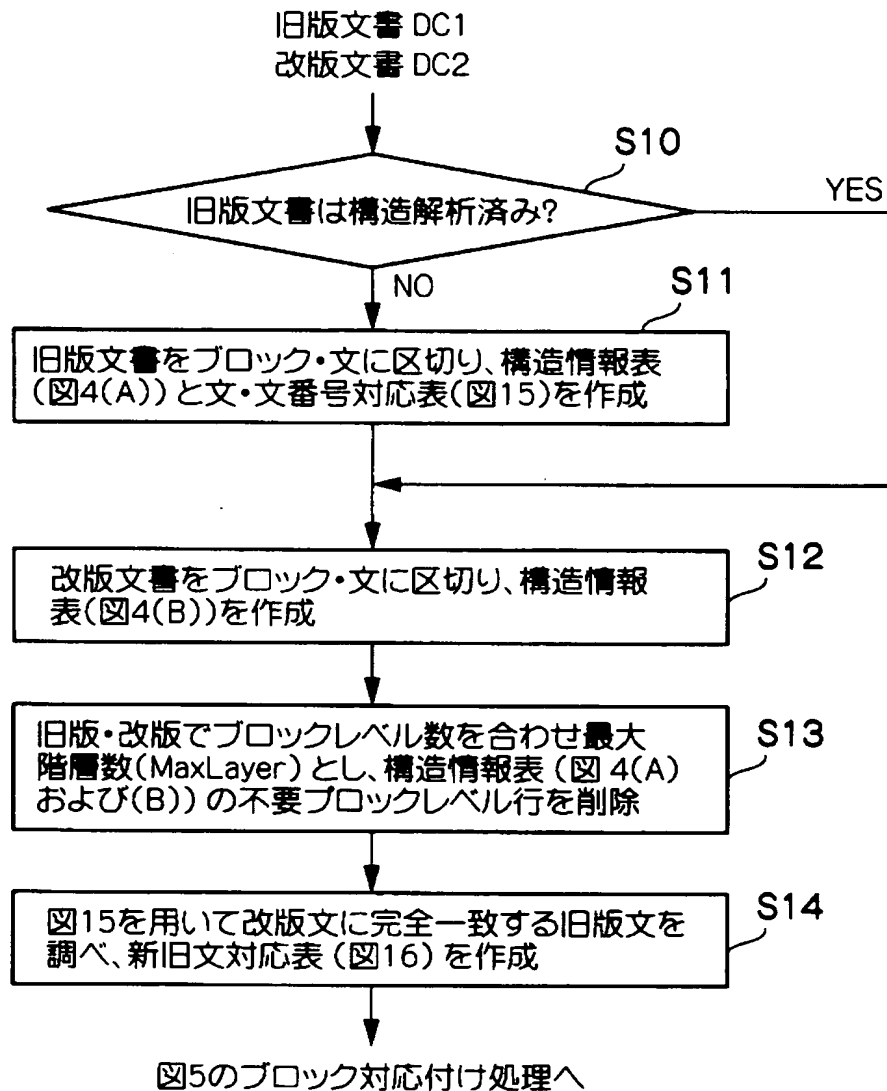 旧版文書 DC1
改版文書 DC2
S10
旧版文書は構造解析済み?
YES
NO
S11
旧版文書をブロック・文に区切り、構造情報表
(図4(A))と文・文番号対応表(図15)を作成
S12
改版文書をブロック・文に区切り、構造情報
表(図4(B))を作成
S13
旧版・改版でブロックレベル数を合わせ最大
階層数(MaxLayer)とし、構造情報表 (図 4(A)
および(B)) の不要ブロックレベル行を削除
S14
図15を用いて改版文に完全一致する旧版文を
調べ、新旧文対応表 (図16) を作成
図5のブロック対応付け処理へ